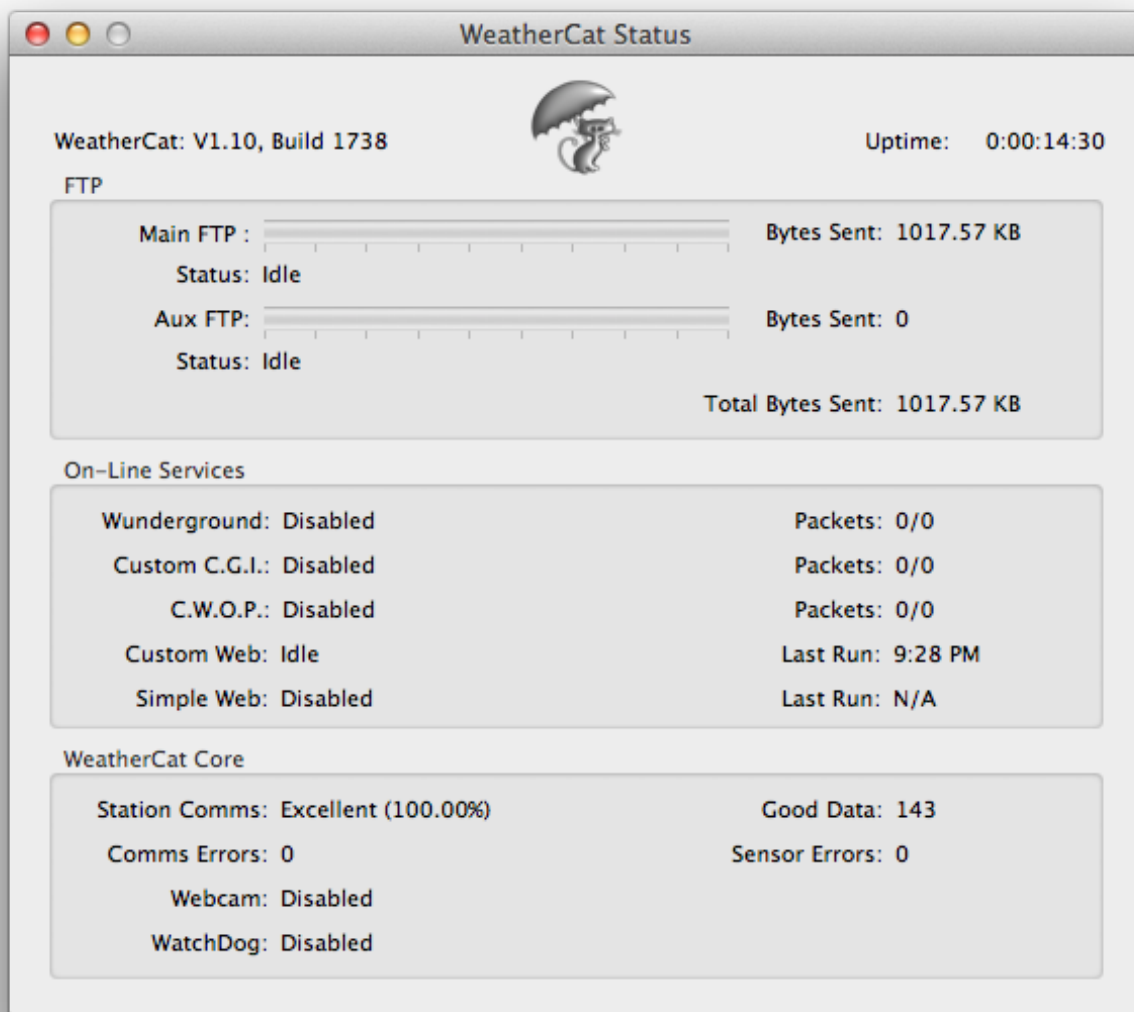 WeatherCat Status
WeatherCat: V1.10, Build 1738 Uptime: 0:00:14:30
FTP
Main FTP : Bytes Sent: 1017.57 KB
Status: Idle
Aux FTP: Bytes Sent: 0
Status: Idle
Total Bytes Sent: 1017.57 KB
On-Line Services
Wunderground: Disabled Packets: 0/0
Custom C.G.I.: Disabled Packets: 0/0
C.W.O.P.: Disabled Packets: 0/0
Custom Web: Idle Last Run: 9:28 PM
Simple Web: Disabled Last Run: N/A
WeatherCat Core
Station Comms: Excellent (100.00%) Good Data: 143
Comms Errors: 0 Sensor Errors: 0
Webcam: Disabled
WatchDog: Disabled